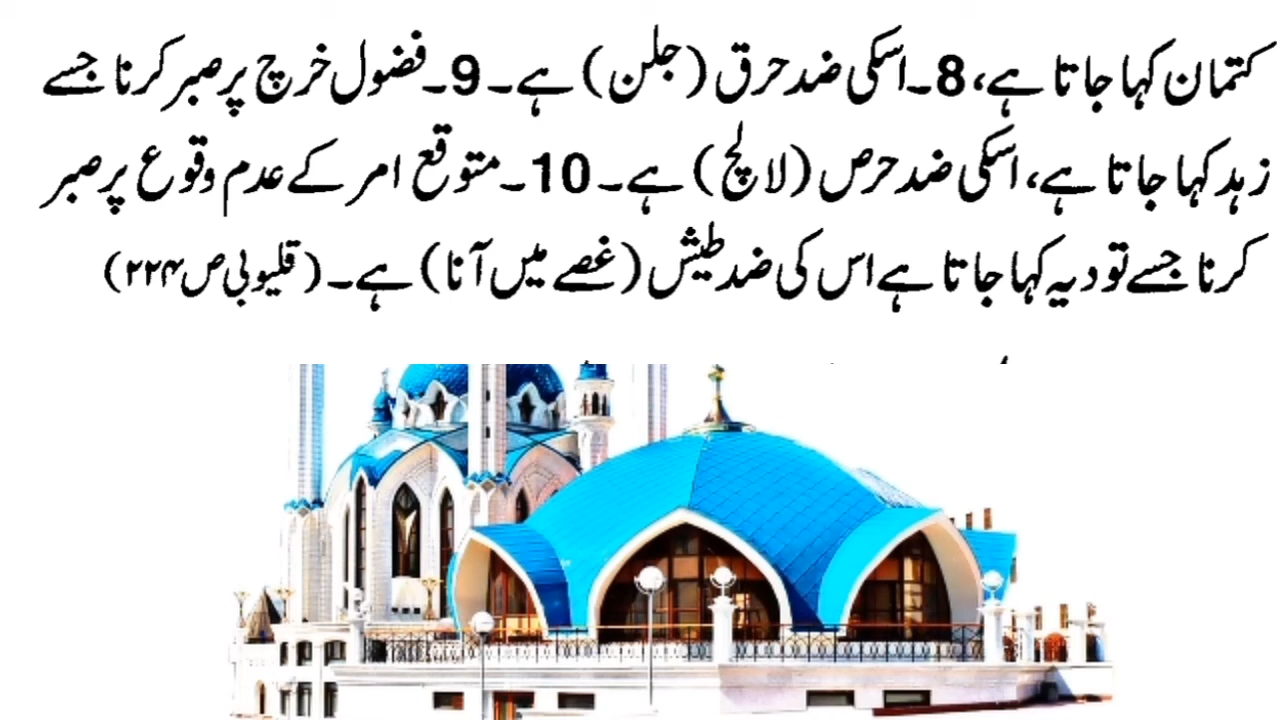 کتمان کہا جاتا ہے، 8۔اسکی ضد حرق (جلن) ہے۔ 9۔فضول خرچ پر صبر کرنا جسے
زہد کہا جاتا ہے، اسکی ضد حرص (لالچ) ہے۔ 10۔متوقع امر کے عدم وقوع پر صبر
کرنا جسے تودیہ کہا جاتا ہے اس کی ضد طیش (غصے میں آنا) ہے۔ (قلیوبی ص ۲۲۴)